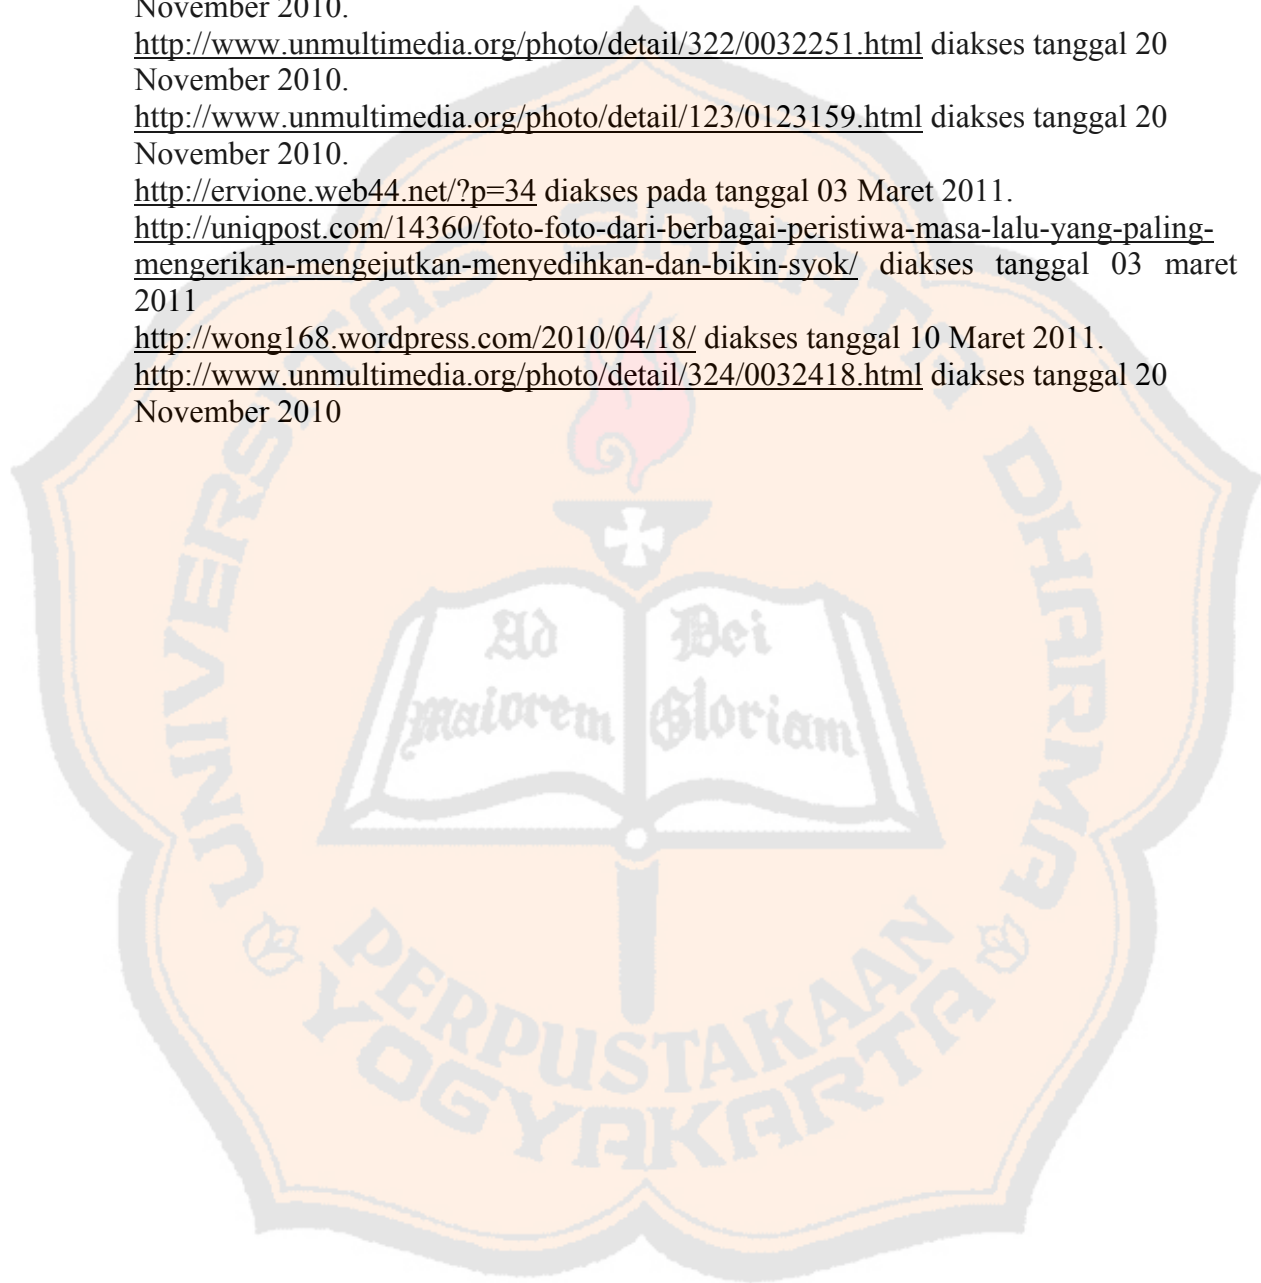 November 2010.
http://www.unmultimedia.org/photo/detail/322/0032251.html diakses tanggal 20
November 2010.
http://www.unmultimedia.org/photo/detail/123/0123159.html diakses tanggal 20
November 2010.
http://ervione.web44.net/?p=34 diakses pada tanggal 03 Maret 2011.
http://uniqpost.com/14360/foto-foto-dari-berbagai-peristiwa-masa-lalu-yang-paling-
mengerikan-mengejutkan-menyedihkan-dan-bikin-syok/ diakses tanggal 03 maret
2011
http://wong168.wordpress.com/2010/04/18/ diakses tanggal 10 Maret 2011.
http://www.unmultimedia.org/photo/detail/324/0032418.html diakses tanggal 20
November 2010
UNIVERSITAS SANATA DHARMA
Ad Dei
maiorem Gloriam
PERPUSTAKAAN
YOGYAKARTA